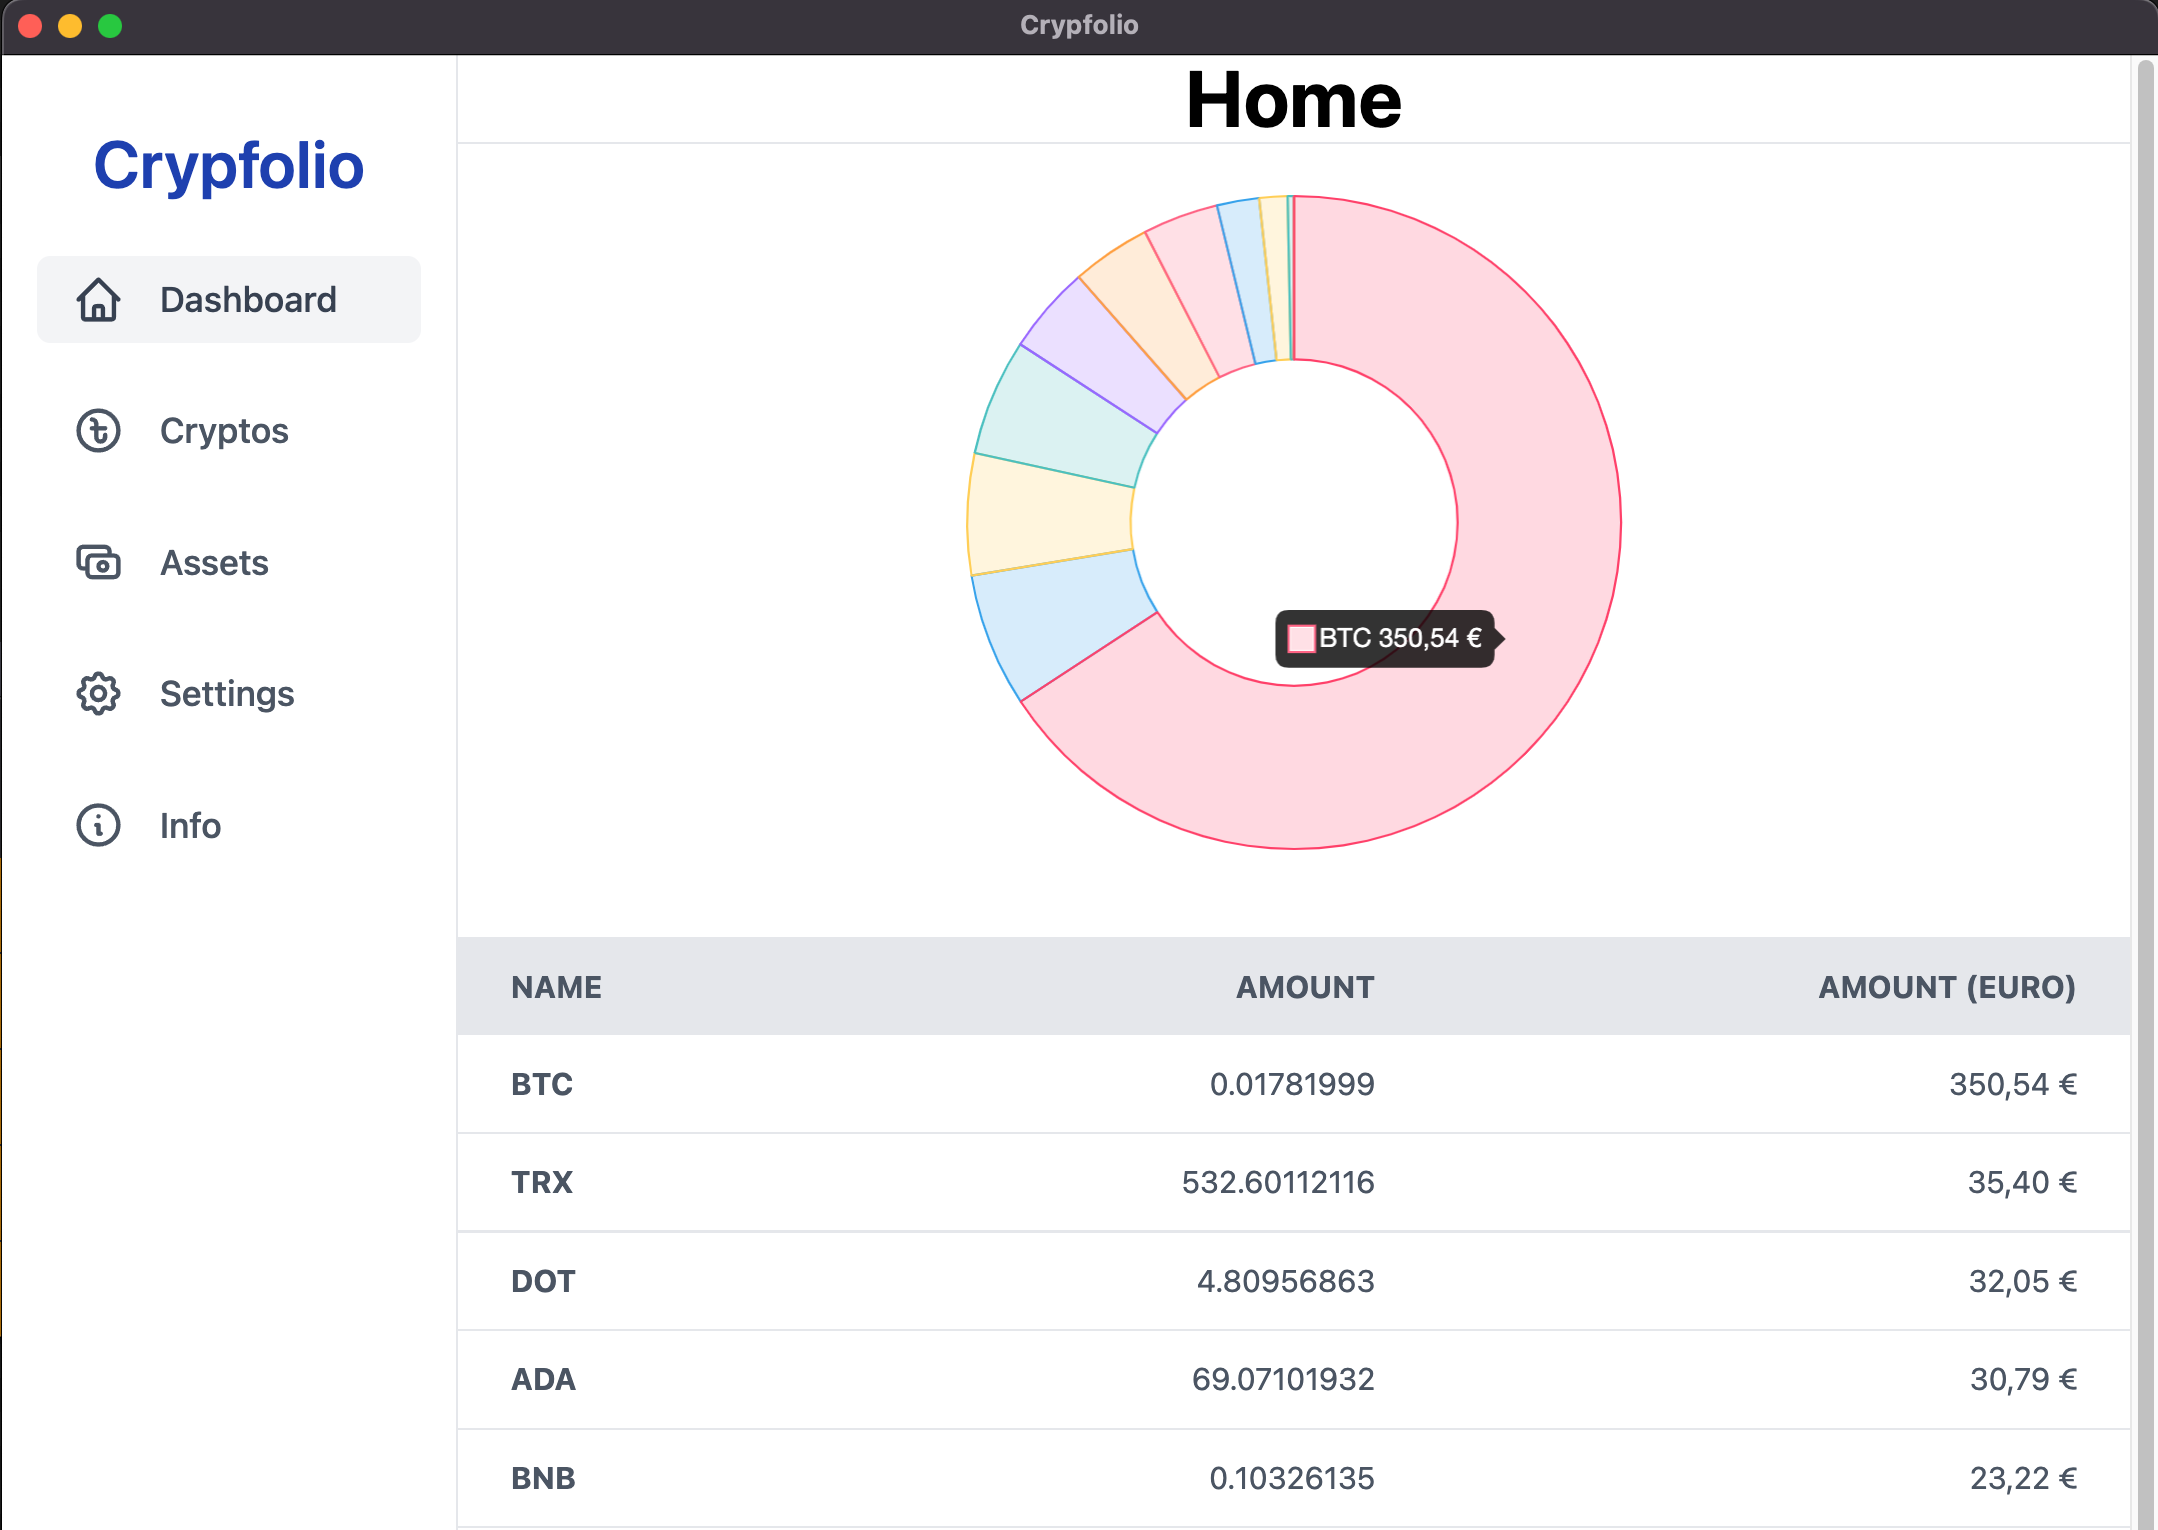 Crypfolio
Home
Crypfolio
Dashboard
Cryptos
Assets
Settings
Info
BTC 350,54 €
NAME AMOUNT AMOUNT (EURO)
BTC 0.01781999 350,54 €
TRX 532.60112116 35,40 €
DOT 4.80956863 32,05 €
ADA 69.07101932 30,79 €
BNB 0.10326135 23,22 €